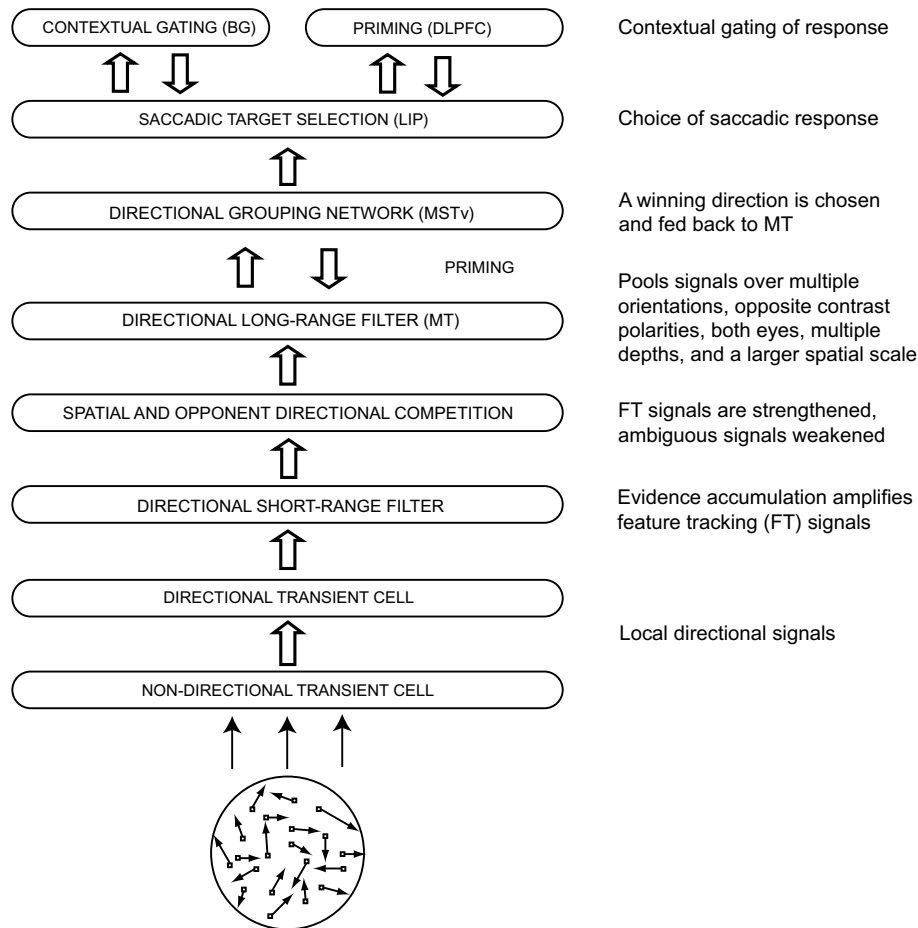 CONTEXTUAL GATING (BG)
PRIMING (DLPFC)
Contextual gating of response
SACCADIC TARGET SELECTION (LIP)
Choice of saccadic response
DIRECTIONAL GROUPING NETWORK (MSTv)
A winning direction is chosen
and fed back to MT
PRIMING
DIRECTIONAL LONG-RANGE FILTER (MT)
Pools signals over multiple
orientations, opposite contrast
polarities, both eyes, multiple
depths, and a larger spatial scale
SPATIAL AND OPPONENT DIRECTIONAL COMPETITION
FT signals are strengthened,
ambiguous signals weakened
DIRECTIONAL SHORT-RANGE FILTER
Evidence accumulation amplifies
feature tracking (FT) signals
DIRECTIONAL TRANSIENT CELL
Local directional signals
NON-DIRECTIONAL TRANSIENT CELL